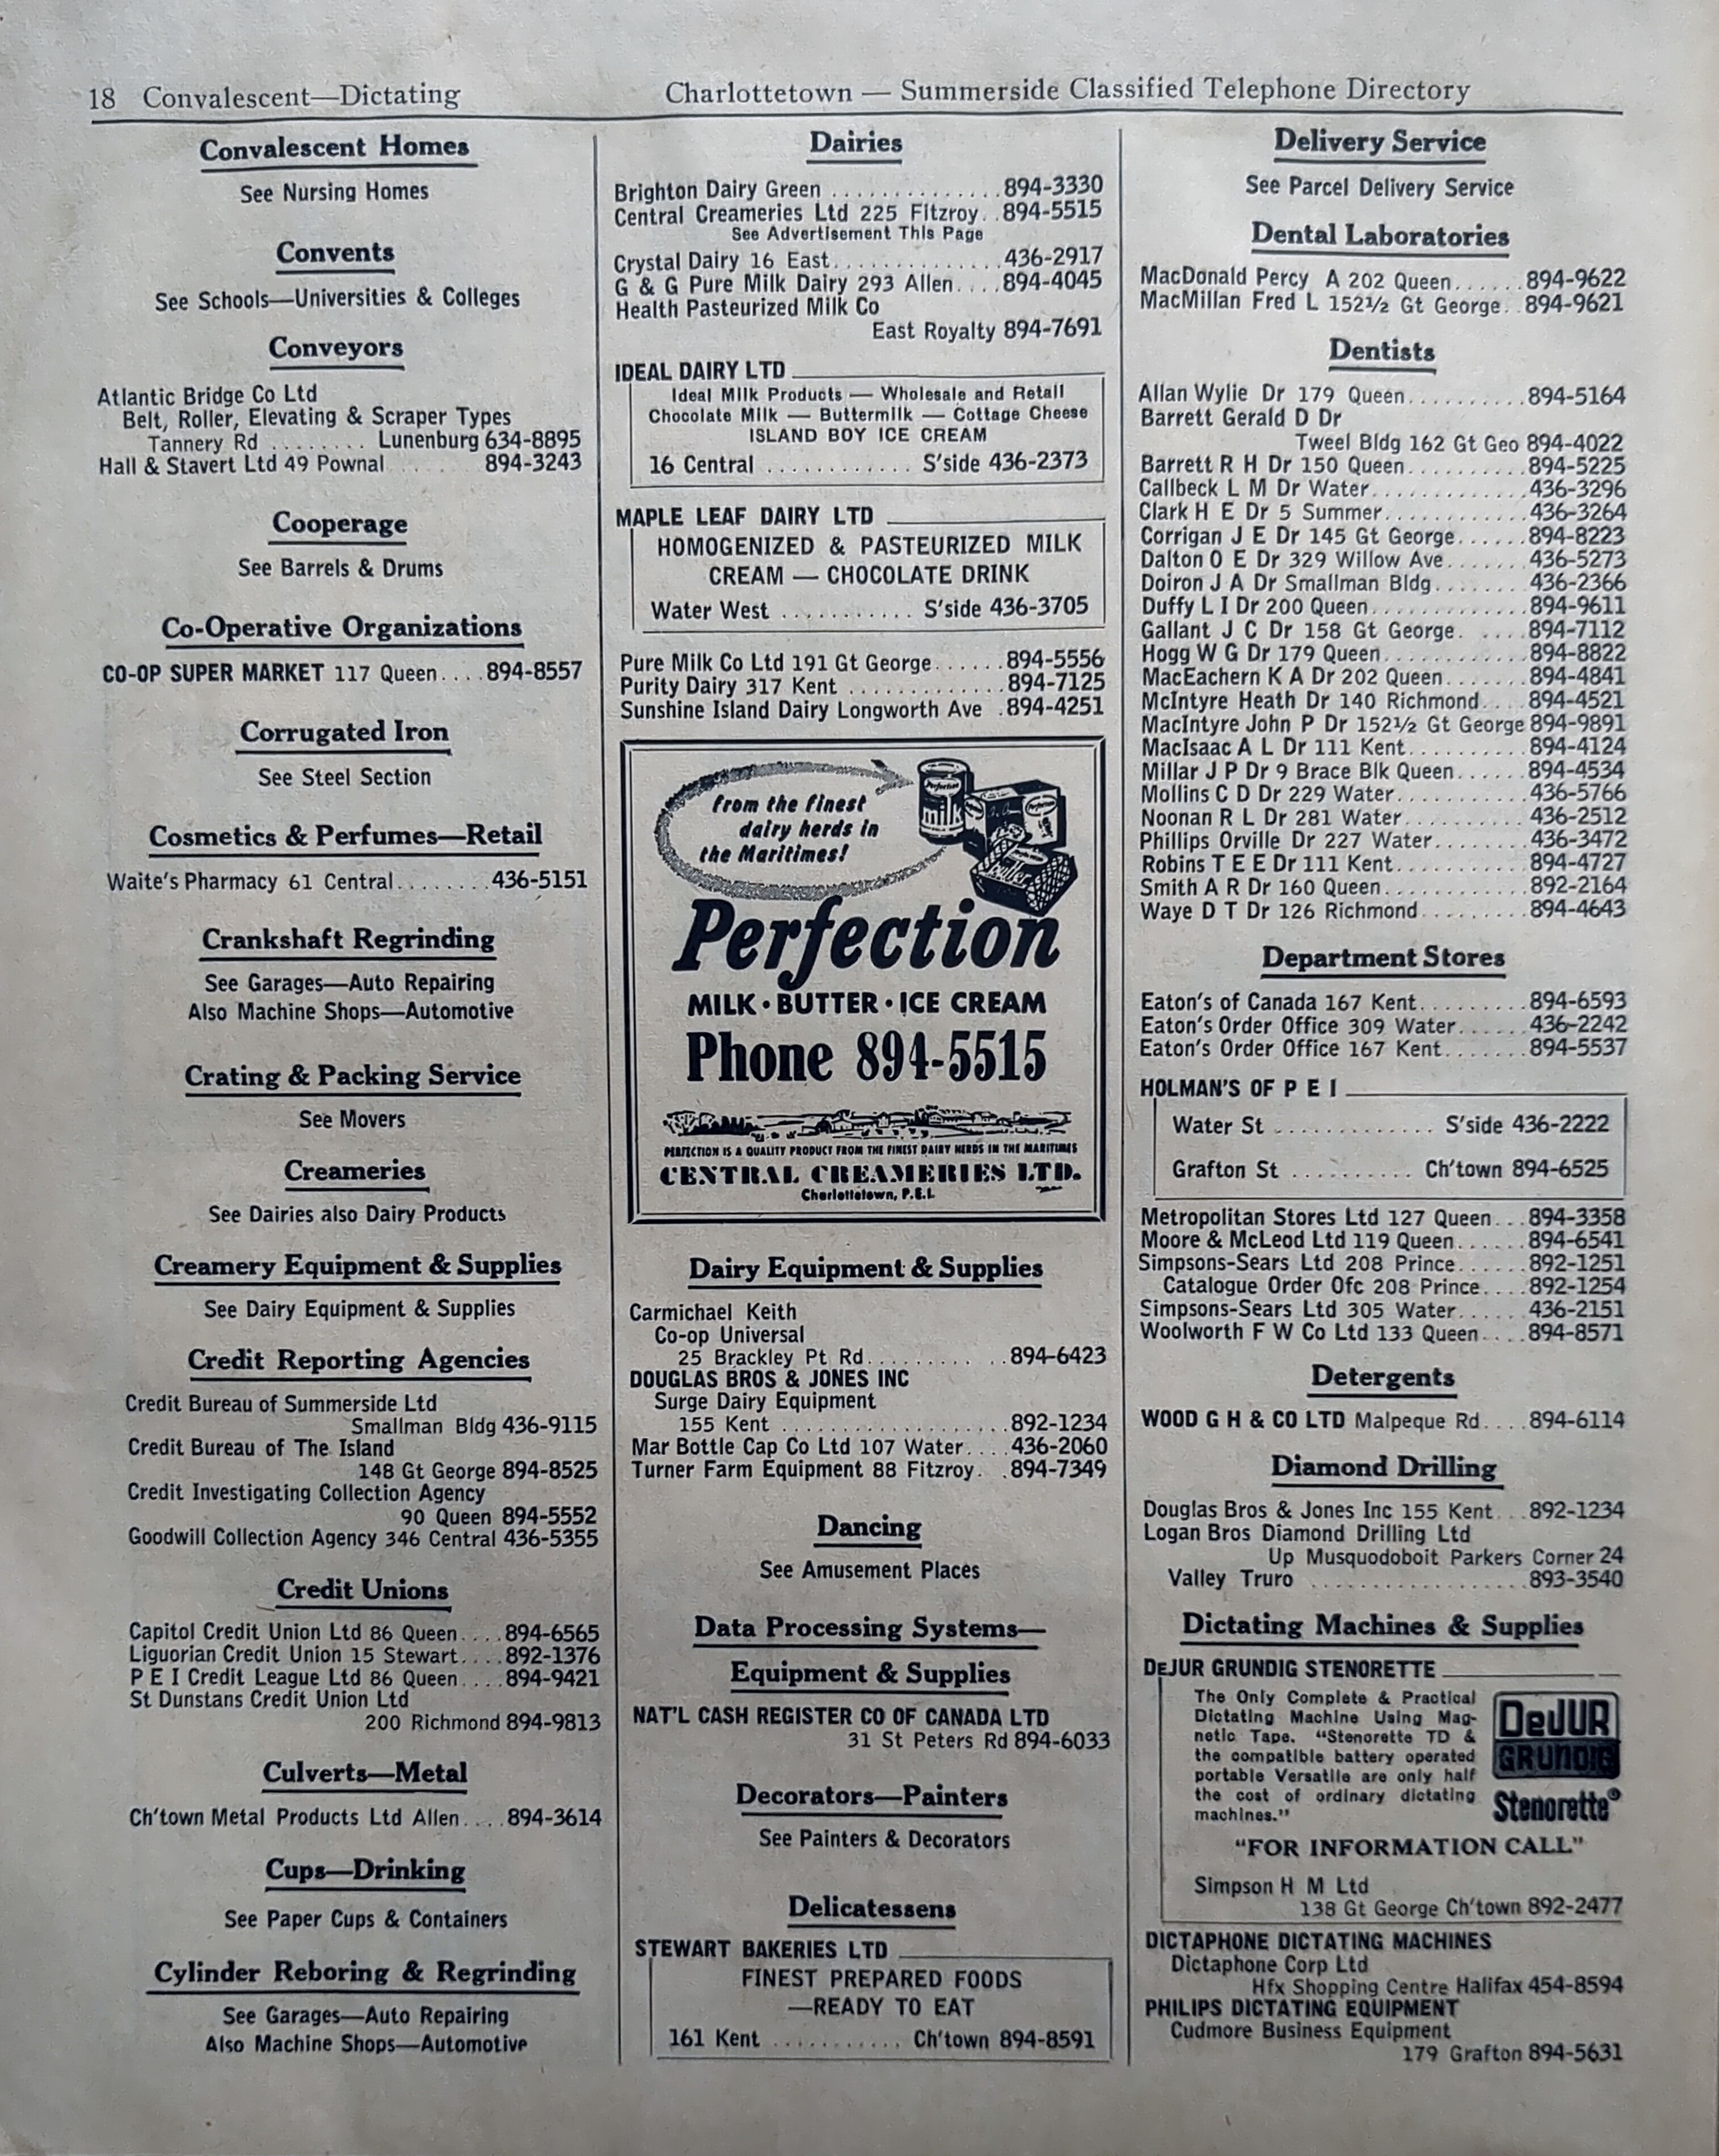 18 Convalescent—Dictating
Charlottetown — Summerside Classified Telephone Directory
Convalescent Homes
See Nursing Homes
Convents
See Schools—Universities & Colleges
Conveyors
Atlantic Bridge Co Ltd
Belt, Roller, Elevating & Scraper Types
Tannery Rd ........ Lunenburg 634-8895
Hall & Stavert Ltd 49 Pownal ...... 894-3243
Cooperage
See Barrels & Drums
Co-Operative Organizations
CO-OP SUPER MARKET 117 Queen.... 894-8557
Corrugated Iron
See Steel Section
Cosmetics & Perfumes—Retail
Waite's Pharmacy 61 Central........ 436-5151
Crankshaft Regrinding
See Garages—Auto Repairing
Also Machine Shops—Automotive
Crating & Packing Service
See Movers
Creameries
See Dairies also Dairy Products
Creamery Equipment & Supplies
See Dairy Equipment & Supplies
Credit Reporting Agencies
Credit Bureau of Summerside Ltd
Smallman Bldg 436-9115
Credit Bureau of The Island
148 Gt George 894-8525
Credit Investigating Collection Agency
90 Queen 894-5552
Goodwill Collection Agency 346 Central 436-5355
Credit Unions
Capitol Credit Union Ltd 86 Queen.... 894-6565
Liguorian Credit Union 15 Stewart.... 892-1376
P E I Credit League Ltd 86 Queen.... 894-9421
St Dunstans Credit Union Ltd
200 Richmond 894-9813
Culverts—Metal
Ch'town Metal Products Ltd Allen.... 894-3614
Cups—Drinking
See Paper Cups & Containers
Cylinder Reboring & Regrinding
See Garages—Auto Repairing
Also Machine Shops—Automotive
Dairies
Brighton Dairy Green .............. 894-3330
Central Creameries Ltd 225 Fitzroy.. 894-5515
See Advertisement This Page
Crystal Dairy 16 East.............. 436-2917
G & G Pure Milk Dairy 293 Allen.... 894-4045
Health Pasteurized Milk Co
East Royalty 894-7691
IDEAL DAIRY LTD
Ideal Milk Products — Wholesale and Retail
Chocolate Milk — Buttermilk — Cottage Cheese
ISLAND BOY ICE CREAM
16 Central ............ S'side 436-2373
MAPLE LEAF DAIRY LTD
HOMOGENIZED & PASTEURIZED MILK
CREAM — CHOCOLATE DRINK
Water West ........... S'side 436-3705
Pure Milk Co Ltd 191 Gt George...... 894-5556
Purity Dairy 317 Kent ............. 894-7125
Sunshine Island Dairy Longworth Ave . 894-4251
from the finest
dairy herds in
the Maritimes!
Perfection
MILK • BUTTER • ICE CREAM
Phone 894-5515
PERFECTION IS A QUALITY PRODUCT FROM THE FINEST DAIRY HERDS IN THE MARITIMES
CENTRAL CREAMERIES LTD.
Charlottetown, P.E.I.
Dairy Equipment & Supplies
Carmichael Keith
Co-op Universal
25 Brackley Pt Rd............ 894-6423
DOUGLAS BROS & JONES INC
Surge Dairy Equipment
155 Kent .................... 892-1234
Mar Bottle Cap Co Ltd 107 Water.... 436-2060
Turner Farm Equipment 88 Fitzroy. . 894-7349
Dancing
See Amusement Places
Data Processing Systems—
Equipment & Supplies
NAT'L CASH REGISTER CO OF CANADA LTD
31 St Peters Rd 894-6033
Decorators—Painters
See Painters & Decorators
Delicatessens
STEWART BAKERIES LTD
FINEST PREPARED FOODS
—READY TO EAT
161 Kent ........... Ch'town 894-8591
Delivery Service
See Parcel Delivery Service
Dental Laboratories
MacDonald Percy A 202 Queen...... 894-9622
MacMillan Fred L 152½ Gt George.. 894-9621
Dentists
Allan Wylie Dr 179 Queen.......... 894-5164
Barrett Gerald D Dr
Tweel Bldg 162 Gt Geo 894-4022
Barrett R H Dr 150 Queen.......... 894-5225
Callbeck L M Dr Water............. 436-3296
Clark H E Dr 5 Summer............ 436-3264
Corrigan J E Dr 145 Gt George...... 894-8223
Dalton O E Dr 329 Willow Ave....... 436-5273
Doiron J A Dr Smallman Bldg........ 436-2366
Duffy L I Dr 200 Queen............. 894-9611
Gallant J C Dr 158 Gt George. .... 894-7112
Hogg W G Dr 179 Queen............ 894-8822
MacEachern K A Dr 202 Queen....... 894-4841
McIntyre Heath Dr 140 Richmond.... 894-4521
MacIntyre John P Dr 152½ Gt George 894-9891
MacIsaac A L Dr 111 Kent.......... 894-4124
Millar J P Dr 9 Brace Blk Queen...... 894-4534
Mollins C D Dr 229 Water........... 436-5766
Noonan R L Dr 281 Water.......... 436-2512
Phillips Orville Dr 227 Water........ 436-3472
Robins T E E Dr 111 Kent........... 894-4727
Smith A R Dr 160 Queen............ 892-2164
Waye D T Dr 126 Richmond......... 894-4643
Department Stores
Eaton's of Canada 167 Kent......... 894-6593
Eaton's Order Office 309 Water...... 436-2242
Eaton's Order Office 167 Kent....... 894-5537
HOLMAN'S OF P E I
Water St ............. S'side 436-2222
Grafton St .......... Ch'town 894-6525
Metropolitan Stores Ltd 127 Queen... 894-3358
Moore & McLeod Ltd 119 Queen...... 894-6541
Simpsons-Sears Ltd 208 Prince...... 892-1251
Catalogue Order Ofc 208 Prince.... 892-1254
Simpsons-Sears Ltd 305 Water...... 436-2151
Woolworth F W Co Ltd 133 Queen.... 894-8571
Detergents
WOOD G H & CO LTD Malpeque Rd.... 894-6114
Diamond Drilling
Douglas Bros & Jones Inc 155 Kent... 892-1234
Logan Bros Diamond Drilling Ltd
Up Musquodoboit Parkers Corner 24
Valley Truro .................. 893-3540
Dictating Machines & Supplies
DEJUR GRUNDIG STENORETTE
The Only Complete & Practical
Dictating Machine Using Mag-
netic Tape. "Stenorette TD &
the compatible battery operated
portable Versatile are only half
the cost of ordinary dictating
machines."
DeJUR
GRUNDIG
Stenorette®
"FOR INFORMATION CALL"
Simpson H M Ltd
138 Gt George Ch'town 892-2477
DICTAPHONE DICTATING MACHINES
Dictaphone Corp Ltd
Hfx Shopping Centre Halifax 454-8594
PHILIPS DICTATING EQUIPMENT
Cudmore Business Equipment
179 Grafton 894-5631